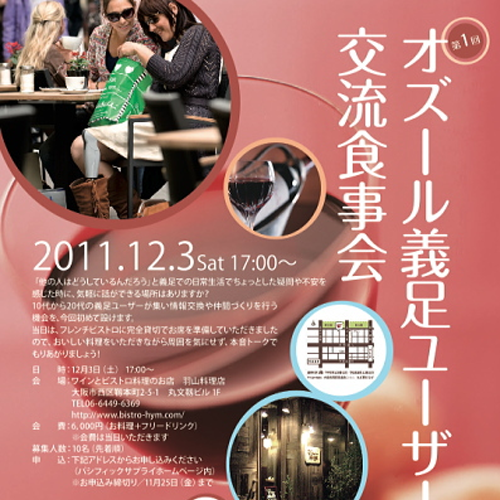 第1回
オズール義足ユーザー
交流食事会
2011.12.3 Sat 17:00～
「他の人はどうしているんだろう」と義足での日常生活でちょっとした疑問や不安を
感じた時に、気軽に話ができる場所はありますか?
10代から20代の義足ユーザーが集い情報交換や仲間づくりを行う
機会を、今回初めて設けます。
当日は、フレンチビストロに完全貸切でお席を準備していただきました
ので、おいしい料理をいただきながら周囲を気にせず、本音トークで
もりあがりましょう!
日 時:12月3日(土) 17:00～
会 場:ワインとビストロ料理のお店 羽山料理店
大阪市西区靱本町2-3-1 丸文靱ビル 1F
TEL06-6449-6369
http://www.bistro-hym.com/
会 費:6,000円(お料理+フリードリンク)
※会費は当日いただきます
募集人数:10名(先着順)
申 込:下記アドレスからお申し込みください
(パシフィックサプライホームページ内)
※お申込み締切り/11月25日(金)まで